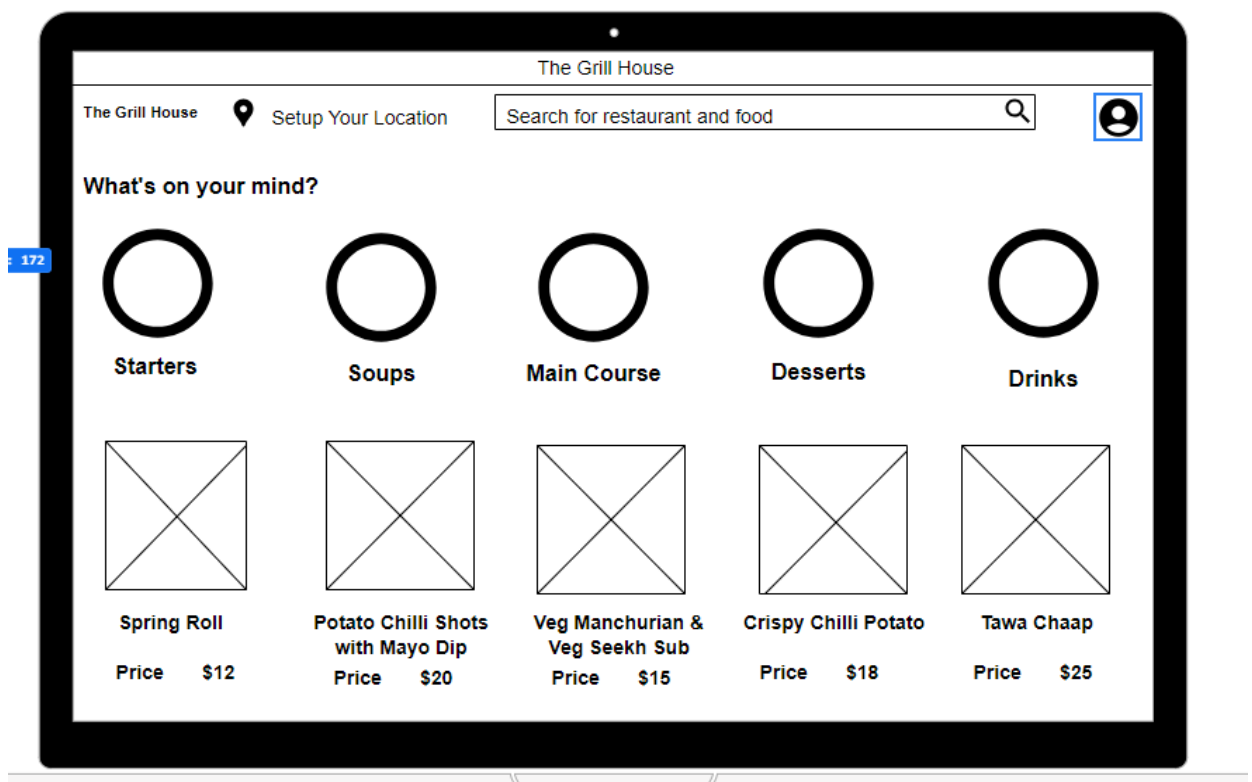 The Grill House
The Grill House
Setup Your Location
Search for restaurant and food
What's on your mind?
: 172
Starters
Soups
Main Course
Desserts
Drinks
Spring Roll
Potato Chilli Shots
with Mayo Dip
Veg Manchurian &
Veg Seekh Sub
Crispy Chilli Potato
Tawa Chaap
Price $12
Price $20
Price $15
Price $18
Price $25